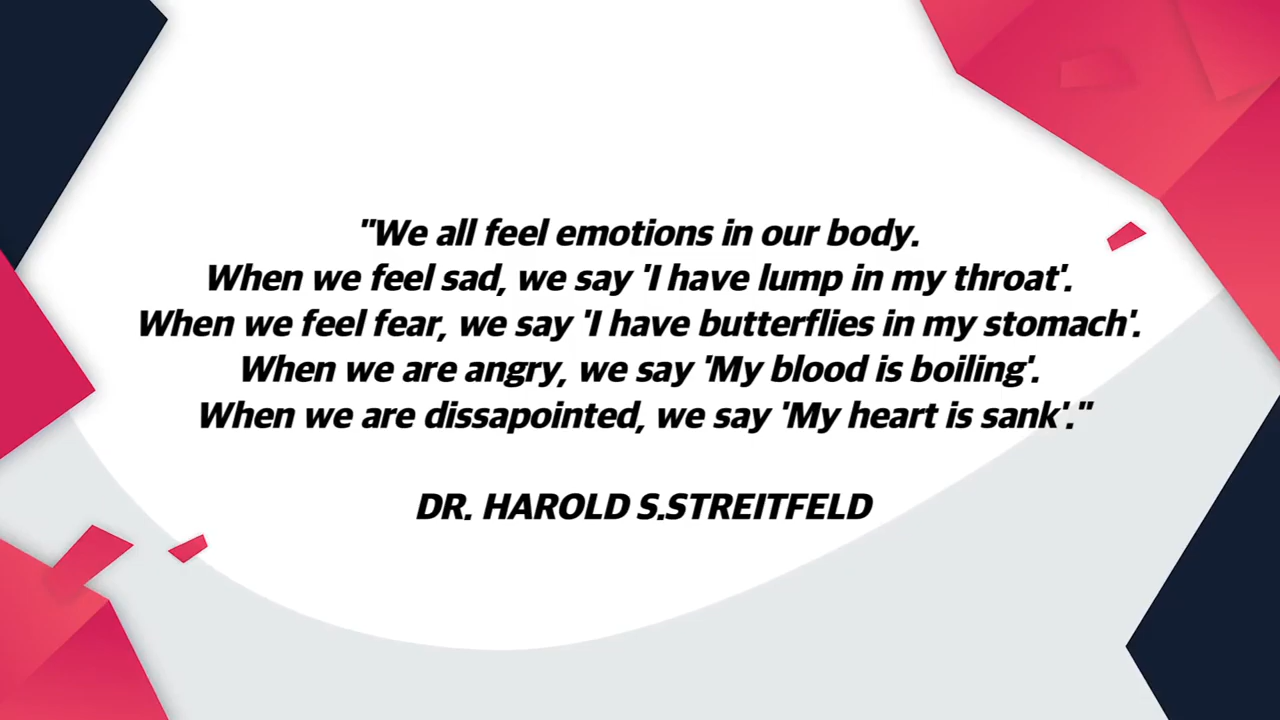 "We all feel emotions in our body.
When we feel sad, we say 'I have lump in my throat'.
When we feel fear, we say 'I have butterflies in my stomach'.
When we are angry, we say 'My blood is boiling'.
When we are dissapointed, we say 'My heart is sank'."
DR. HAROLD S.STREITFELD